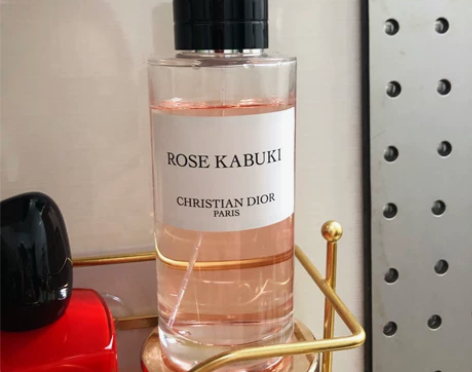 ROSE KABUKI
CHRISTIAN DIOR
PARIS